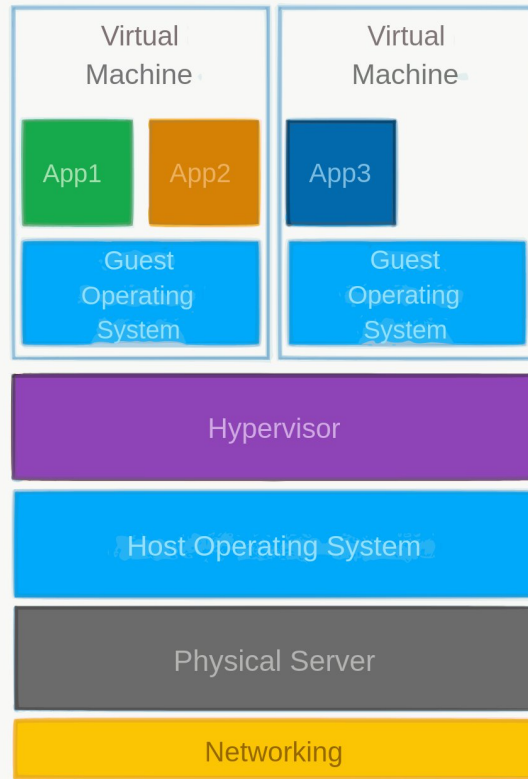 Virtual
Machine
Virtual
Machine
App1
App2
App3
Guest
Operating
System
Guest
Operating
System
Hypervisor
Host Operating System
Physical Server
Networking